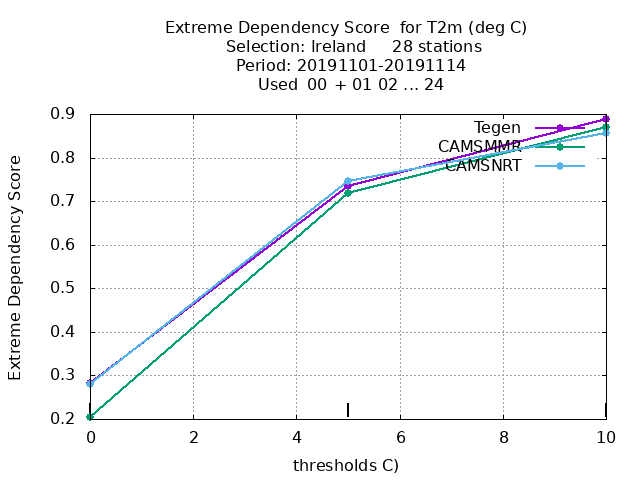 Extreme Dependency Score  for T2m (deg C)
Selection: Ireland     28 stations
Period: 20191101-20191114
Used  00  + 01 02 ... 24
0.9
0.8
0.7
0.6
0.5
0.4
0.3
0.2
Extreme Dependency Score
Tegen
CAMSMMR
CAMSNRT
0 2 4 6 8 10
thresholds C)